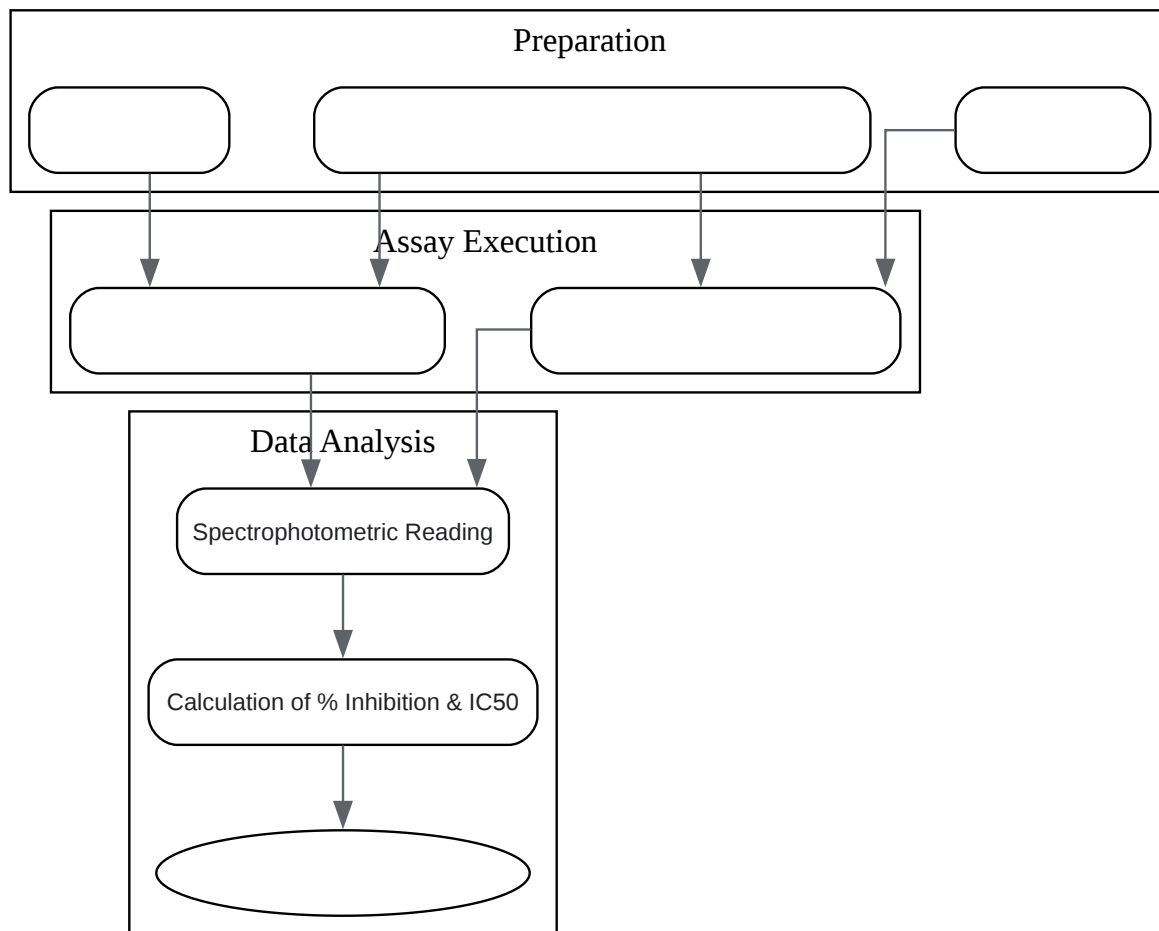 Preparation
Assay Execution
Data Analysis
Spectrophotometric Reading
Calculation of % Inhibition & IC50